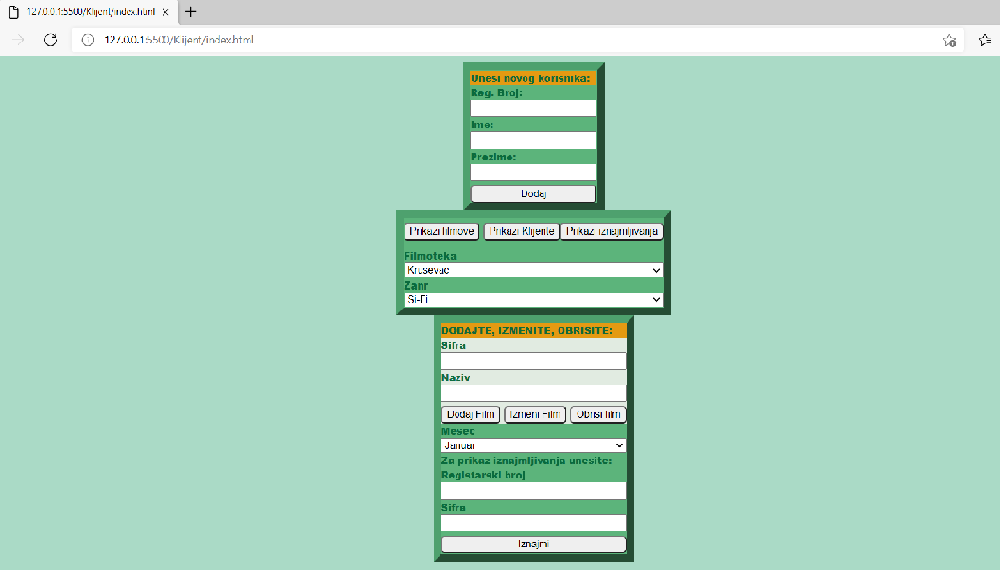 127.0.0.1:5500/Klijent/index.html
127.0.0.1:5500/Klijent/index.html
Unesi novog korisnika:
Reg. Broj:
Ime:
Prezime:
Dodaj
Prikazi filmove Prikazi Klijente Prikazi iznajmljivanja
Filmoteka
Krusevac
Zanr
Si-Fi
DODAJTE, IZMENITE, OBRISITE:
Sifra
Naziv
Dodaj Film Izmeni Film Obrisi film
Mesec
Januar
Za prikaz iznajmljivanja unesite:
Registarski broj
Sifra
Iznajmi